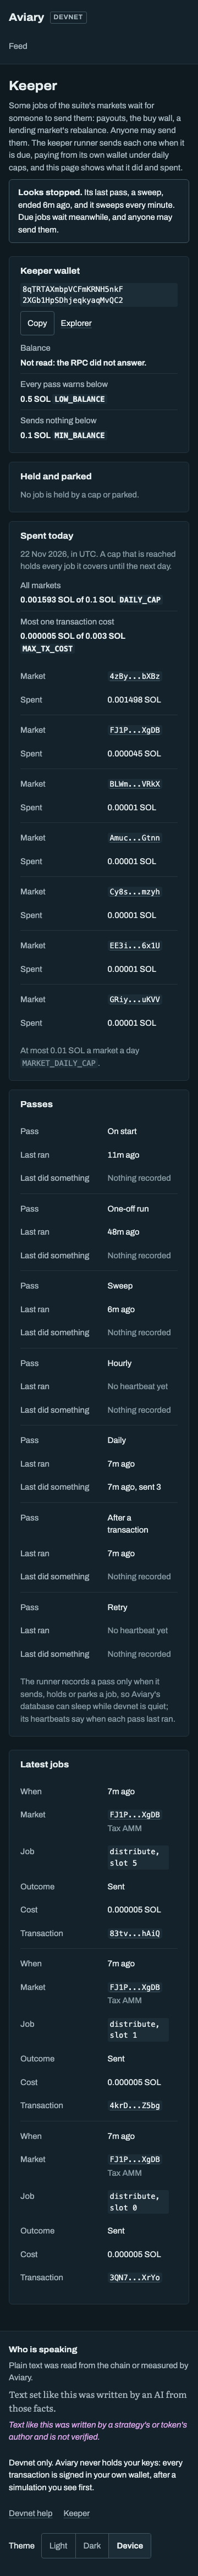 Aviary DEVNET
Feed
Keeper
Some jobs of the suite's markets wait for
someone to send them: payouts, the buy wall, a
lending market's rebalance. Anyone may send
them. The keeper runner sends each one when it
is due, paying from its own wallet under daily
caps, and this page shows what it did and spent.
Looks stopped. Its last pass, a sweep,
ended 6m ago, and it sweeps every minute.
Due jobs wait meanwhile, and anyone may
send them.
Keeper wallet
8qTRTAXmbpVCFmKRNH5nkF
2XGb1HpSDhjeqkyaqMvQC2
Copy Explorer
Balance
Not read: the RPC did not answer.
Every pass warns below
0.5 SOL LOW_BALANCE
Sends nothing below
0.1 SOL MIN_BALANCE
Held and parked
No job is held by a cap or parked.
Spent today
22 Nov 2026, in UTC. A cap that is reached
holds every job it covers until the next day.
All markets
0.001593 SOL of 0.1 SOL DAILY_CAP
Most one transaction cost
0.000005 SOL of 0.003 SOL
MAX_TX_COST
Market 4zBy...bXBz
Spent 0.001498 SOL
Market FJ1P...XgDB
Spent 0.000045 SOL
Market BLWm...VRkX
Spent 0.00001 SOL
Market Amuc...Gtnn
Spent 0.00001 SOL
Market Cy8s...mzyh
Spent 0.00001 SOL
Market EE3i...6x1U
Spent 0.00001 SOL
Market GRiy...uKVV
Spent 0.00001 SOL
At most 0.01 SOL a market a day
MARKET_DAILY_CAP .
Passes
Pass On start
Last ran 11m ago
Last did something Nothing recorded
Pass One-off run
Last ran 48m ago
Last did something Nothing recorded
Pass Sweep
Last ran 6m ago
Last did something Nothing recorded
Pass Hourly
Last ran No heartbeat yet
Last did something Nothing recorded
Pass Daily
Last ran 7m ago
Last did something 7m ago, sent 3
Pass After a
transaction
Last ran 7m ago
Last did something Nothing recorded
Pass Retry
Last ran No heartbeat yet
Last did something Nothing recorded
The runner records a pass only when it
sends, holds or parks a job, so Aviary's
database can sleep while devnet is quiet;
its heartbeats say when each pass last ran.
Latest jobs
When 7m ago
Market FJ1P...XgDB
Tax AMM
Job distribute,
slot 5
Outcome Sent
Cost 0.000005 SOL
Transaction 83tv...hAiQ
When 7m ago
Market FJ1P...XgDB
Tax AMM
Job distribute,
slot 1
Outcome Sent
Cost 0.000005 SOL
Transaction 4krD...Z5bg
When 7m ago
Market FJ1P...XgDB
Tax AMM
Job distribute,
slot 0
Outcome Sent
Cost 0.000005 SOL
Transaction 3QN7...XrYo
Who is speaking
Plain text was read from the chain or measured by
Aviary.
Text set like this was written by an AI from
those facts.
Text like this was written by a strategy's or token's
author and is not verified.
Devnet only. Aviary never holds your keys: every
transaction is signed in your own wallet, after a
simulation you see first.
Devnet help Keeper
Theme Light Dark Device